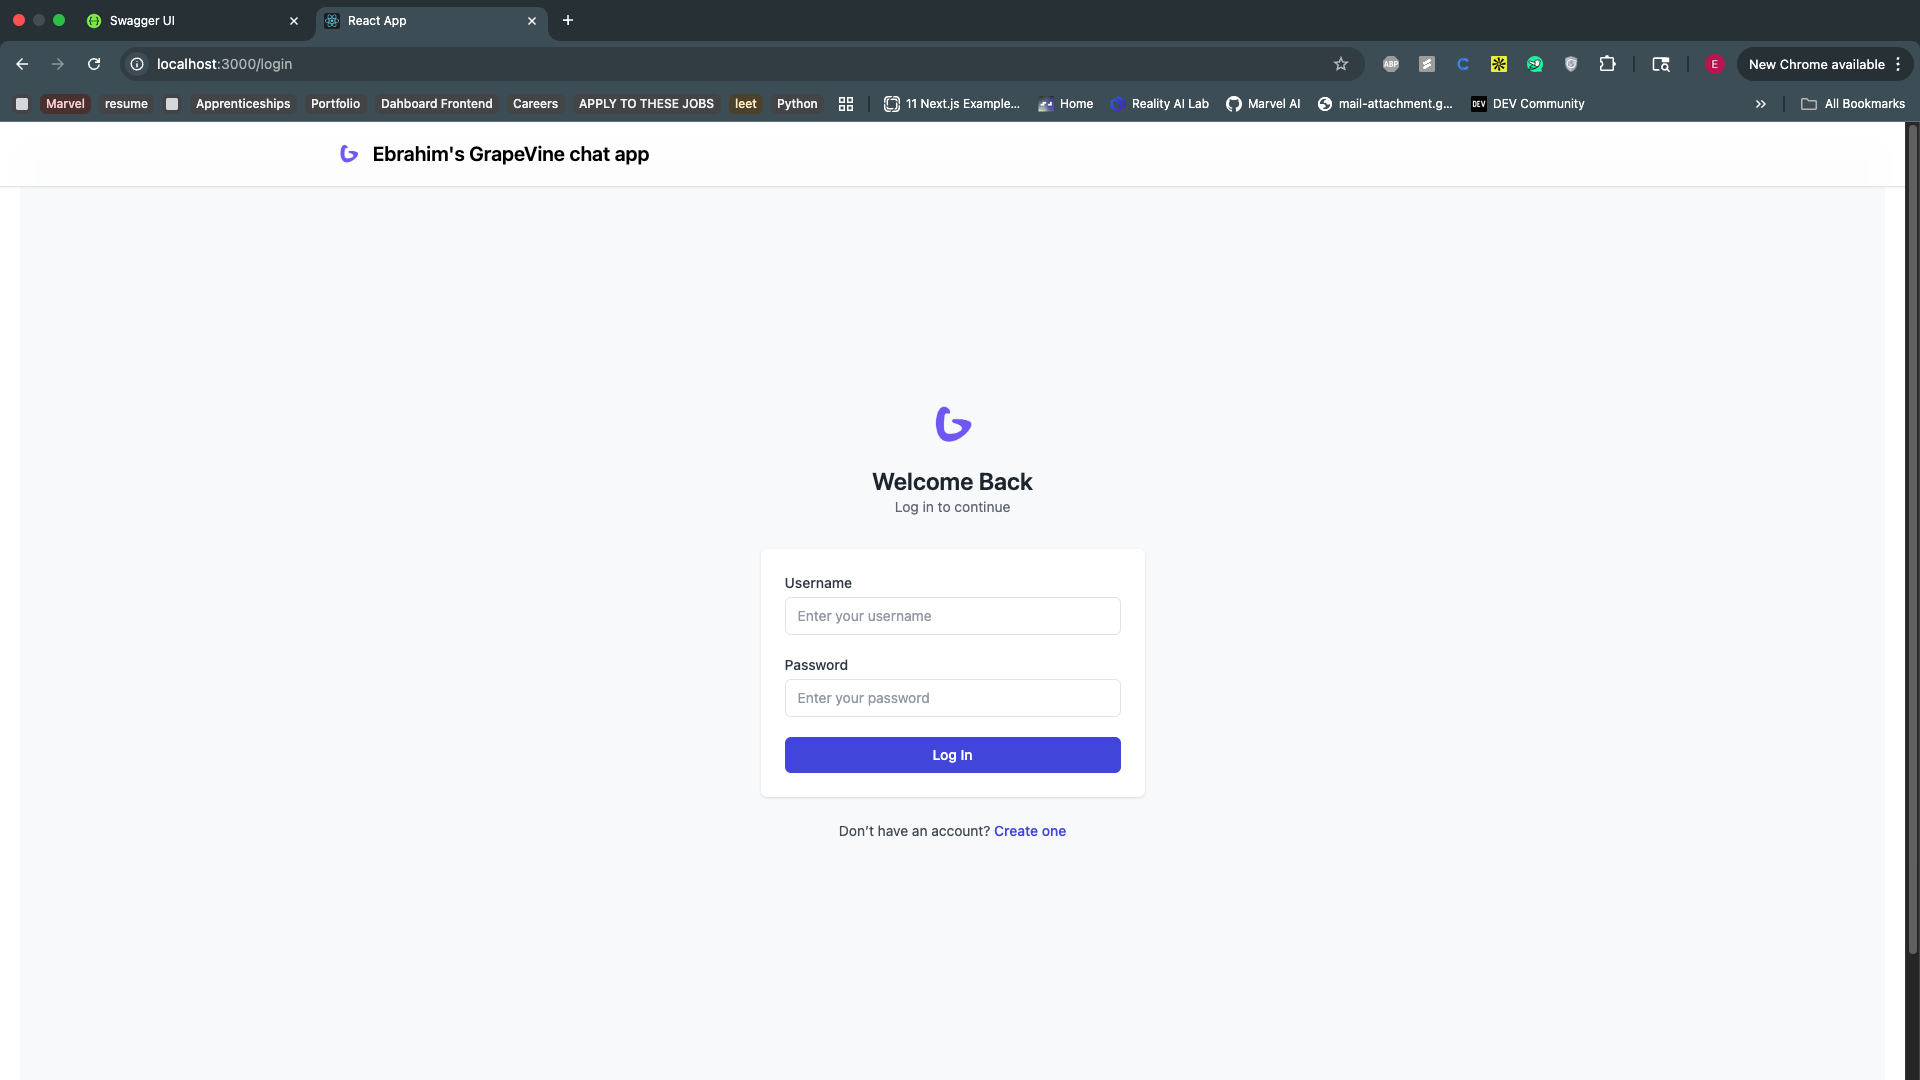 Swagger UI
React App
localhost:3000/login
ABP
C
E
New Chrome available
Marvel
resume
Apprenticeships
Portfolio
Dahboard Frontend
Careers
APPLY TO THESE JOBS
leet
Python
11 Next.js Example...
Home
Reality AI Lab
Marvel AI
mail-attachment.g...
DEV
DEV Community
All Bookmarks
Ebrahim's GrapeVine chat app
Welcome Back
Log in to continue
Username
Enter your username
Password
Enter your password
Log In
Don't have an account? Create one